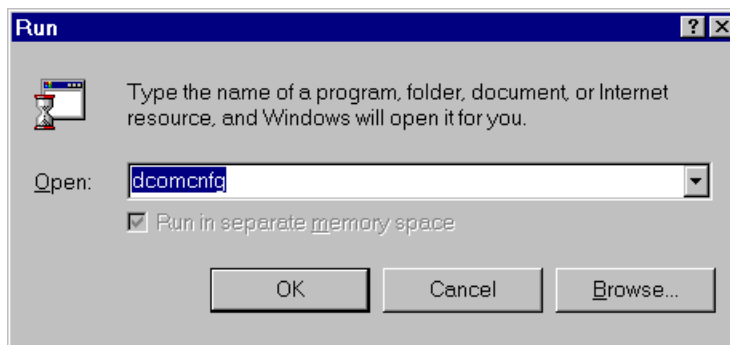 Run
Type the name of a program, folder, document, or Internet
resource, and Windows will open it for you.
Open: dcomcnfg
Run in separate memory space
OK Cancel Browse...